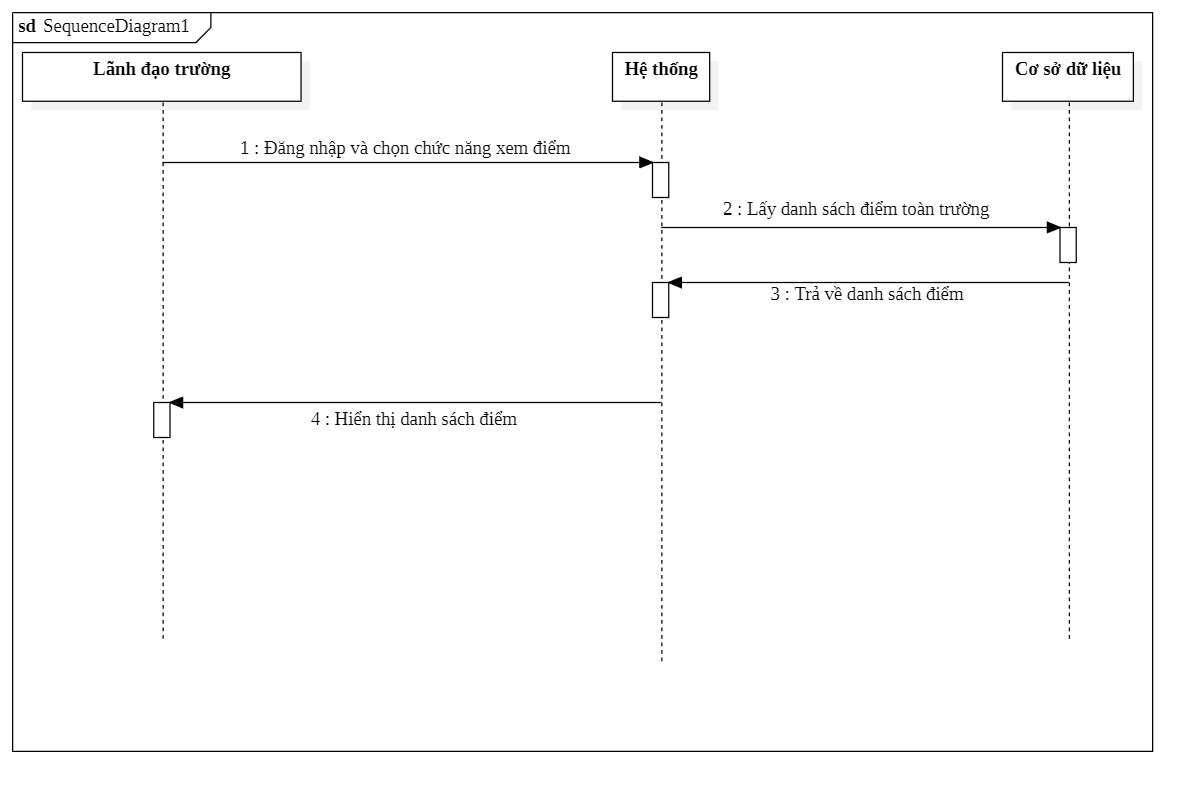 sd SequenceDiagram1
Lãnh đạo trường
Hệ thống
Cơ sở dữ liệu
1 : Đăng nhập và chọn chức năng xem điểm
2 : Lấy danh sách điểm toàn trường
3 : Trả về danh sách điểm
4 : Hiển thị danh sách điểm